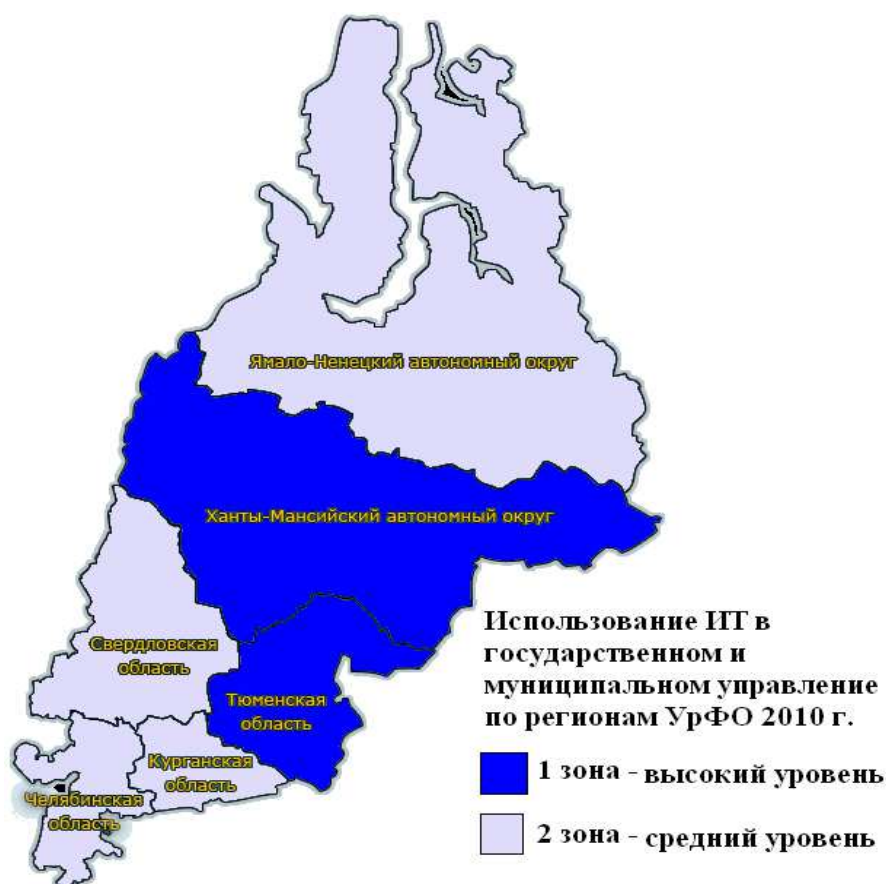 Ямало-Ненецкий автономный округ
Ханты-Мансийский автономный округ
Свердловская
область
Тюменская
область
Курганская
область
Челябинская
область
Использование ИТ в
государственном и
муниципальном управление
по регионам УрФО 2010 г.
1 зона - высокий уровень
2 зона - средний уровень